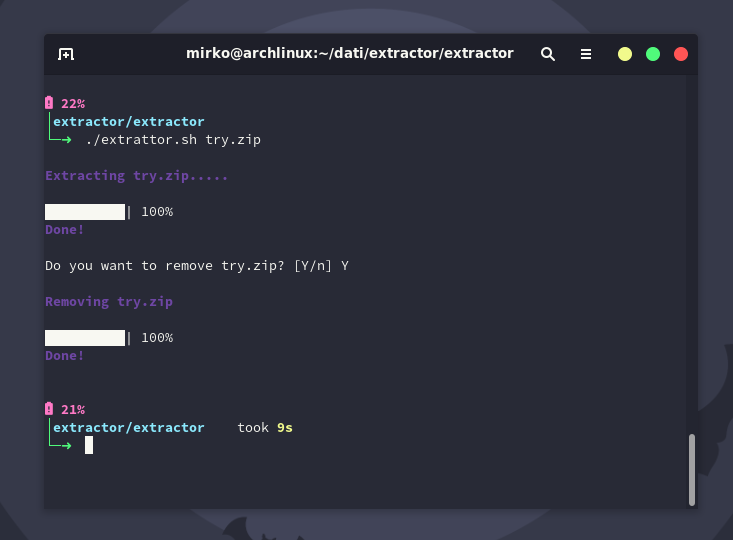 mirko@archlinux:~/dati/extractor/extractor
22%
extractor/extractor
./extrattor.sh try.zip
Extracting try.zip.....
| 100%
Done!
Do you want to remove try.zip? [Y/n] Y
Removing try.zip
| 100%
Done!
21%
extractor/extractor took 9s